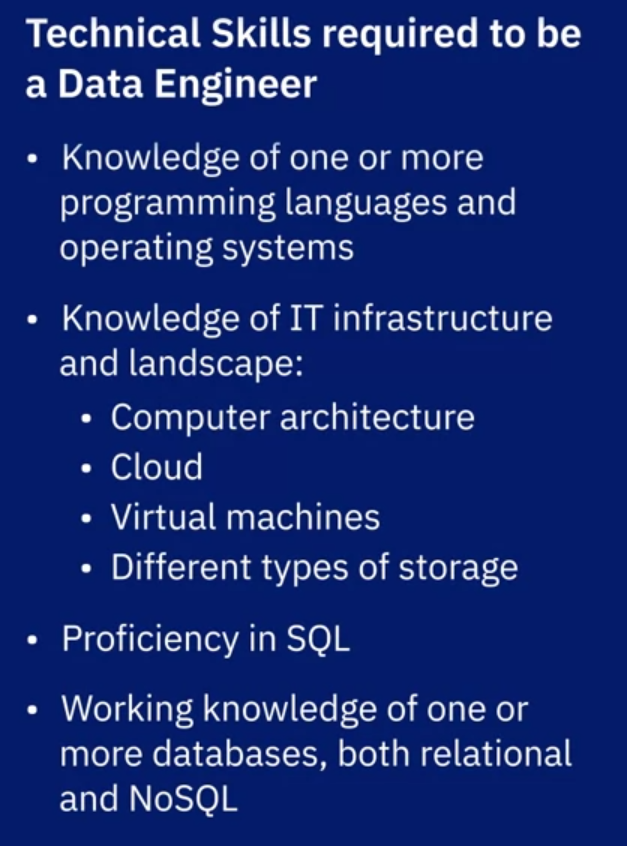 Technical Skills required to be
a Data Engineer
• Knowledge of one or more
programming languages and
operating systems
• Knowledge of IT infrastructure
and landscape:
• Computer architecture
• Cloud
• Virtual machines
• Different types of storage
• Proficiency in SQL
• Working knowledge of one or
more databases, both relational
and NoSQL